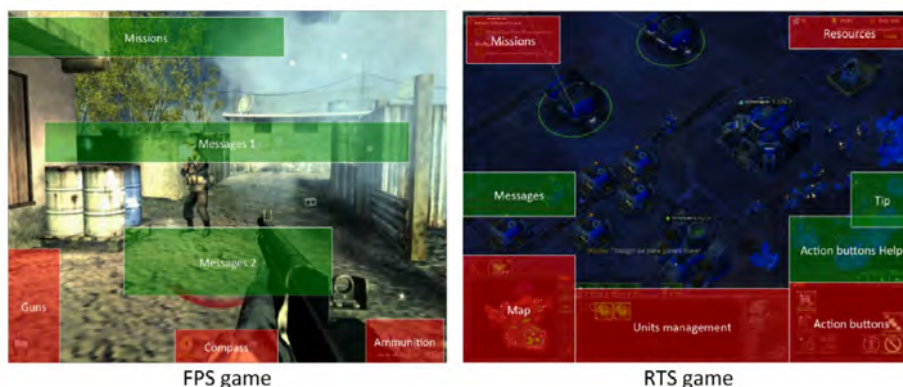 Missions
Messages 1
Messages 2
Guns
Compass
Ammunition
FPS game
Missions
Resources
Messages
Tip
Action buttons Help
Map
Units management
Action buttons
RTS game